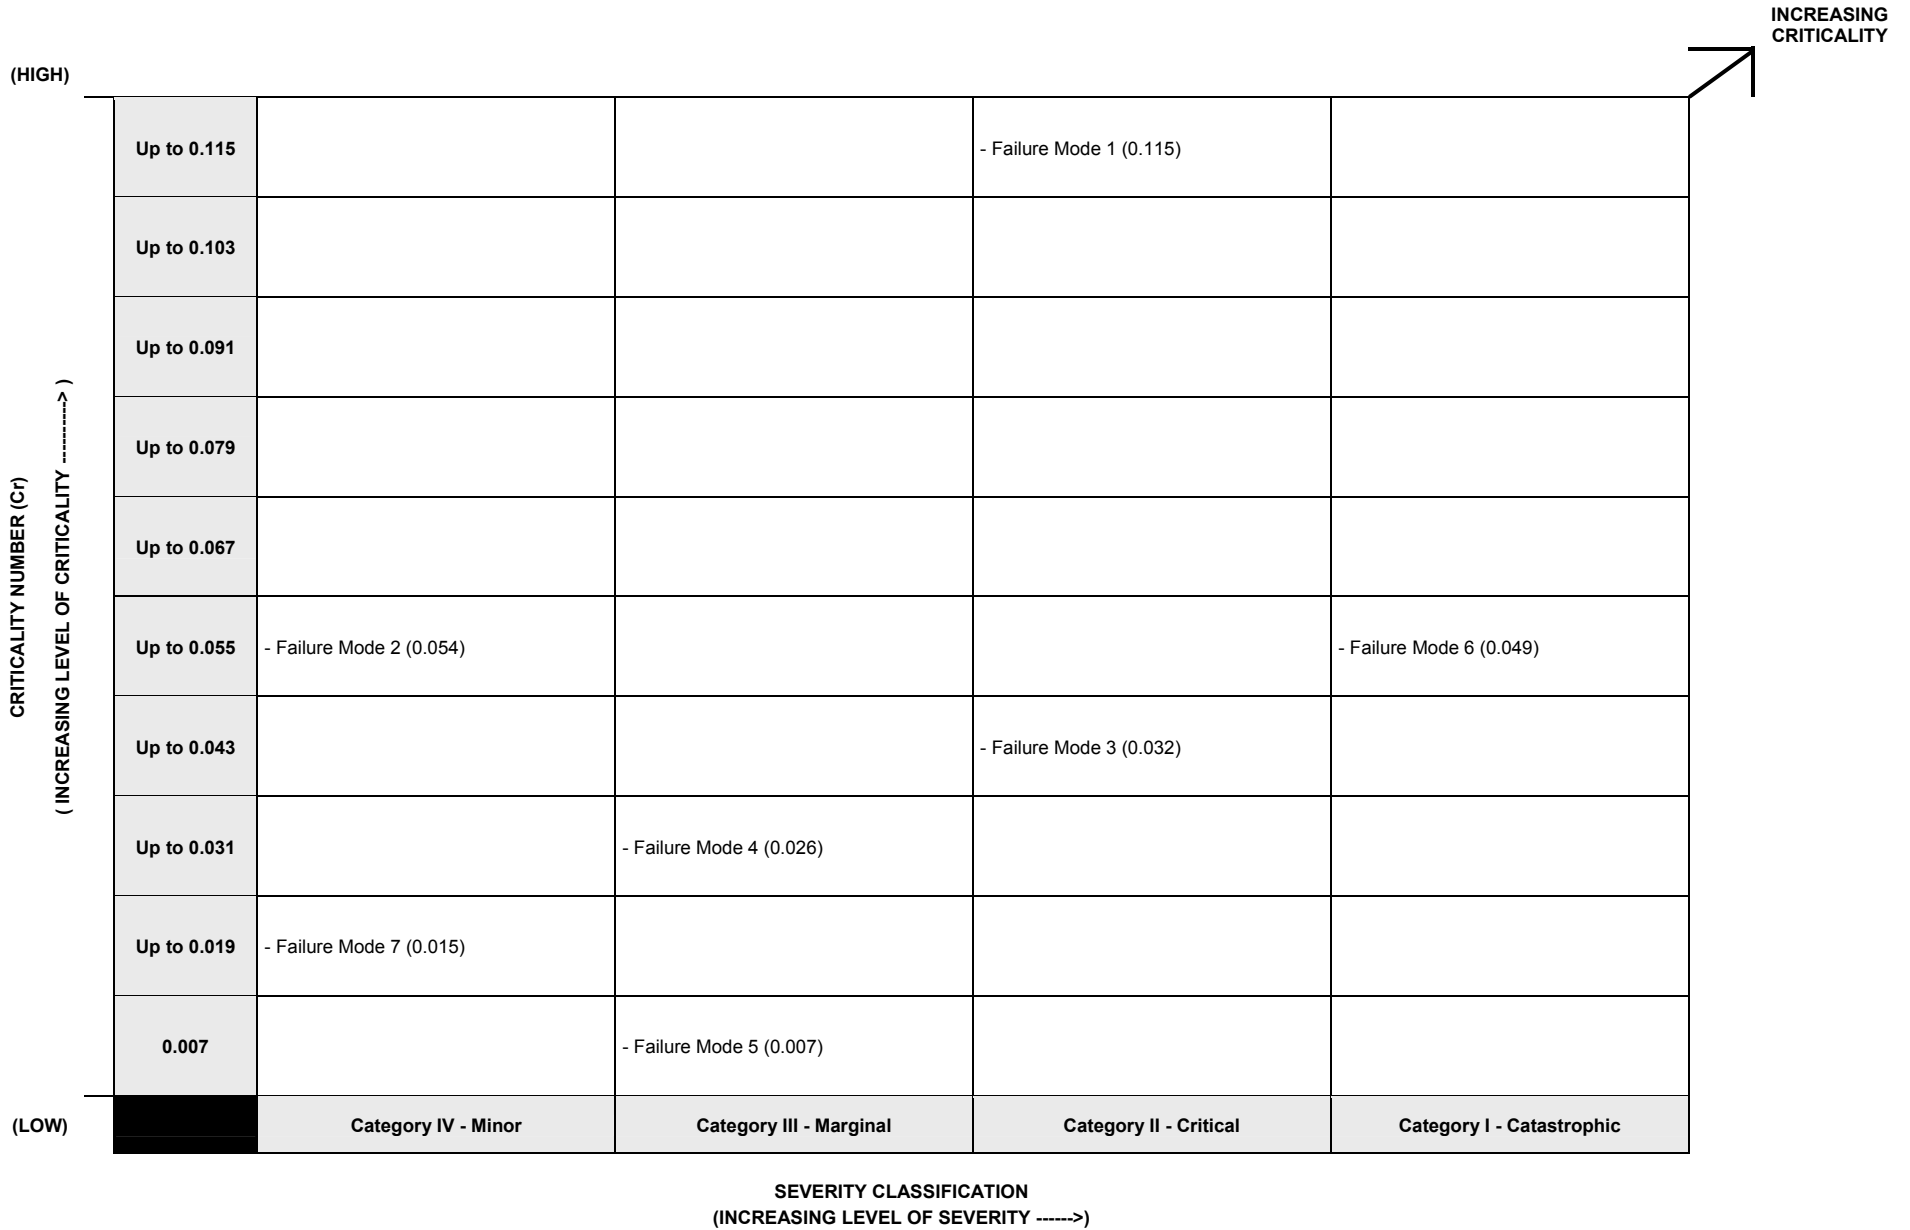 INCREASING
CRITICALITY
(HIGH)
CRITICALITY NUMBER (Cr)
( INCREASING LEVEL OF CRITICALITY ------------> )
Up to 0.115
- Failure Mode 1 (0.115)
Up to 0.103
Up to 0.091
Up to 0.079
Up to 0.067
Up to 0.055
- Failure Mode 2 (0.054)
- Failure Mode 6 (0.049)
Up to 0.043
- Failure Mode 3 (0.032)
Up to 0.031
- Failure Mode 4 (0.026)
Up to 0.019
- Failure Mode 7 (0.015)
0.007
- Failure Mode 5 (0.007)
(LOW)
Category IV - Minor
Category III - Marginal
Category II - Critical
Category I - Catastrophic
SEVERITY CLASSIFICATION
(INCREASING LEVEL OF SEVERITY ------>)